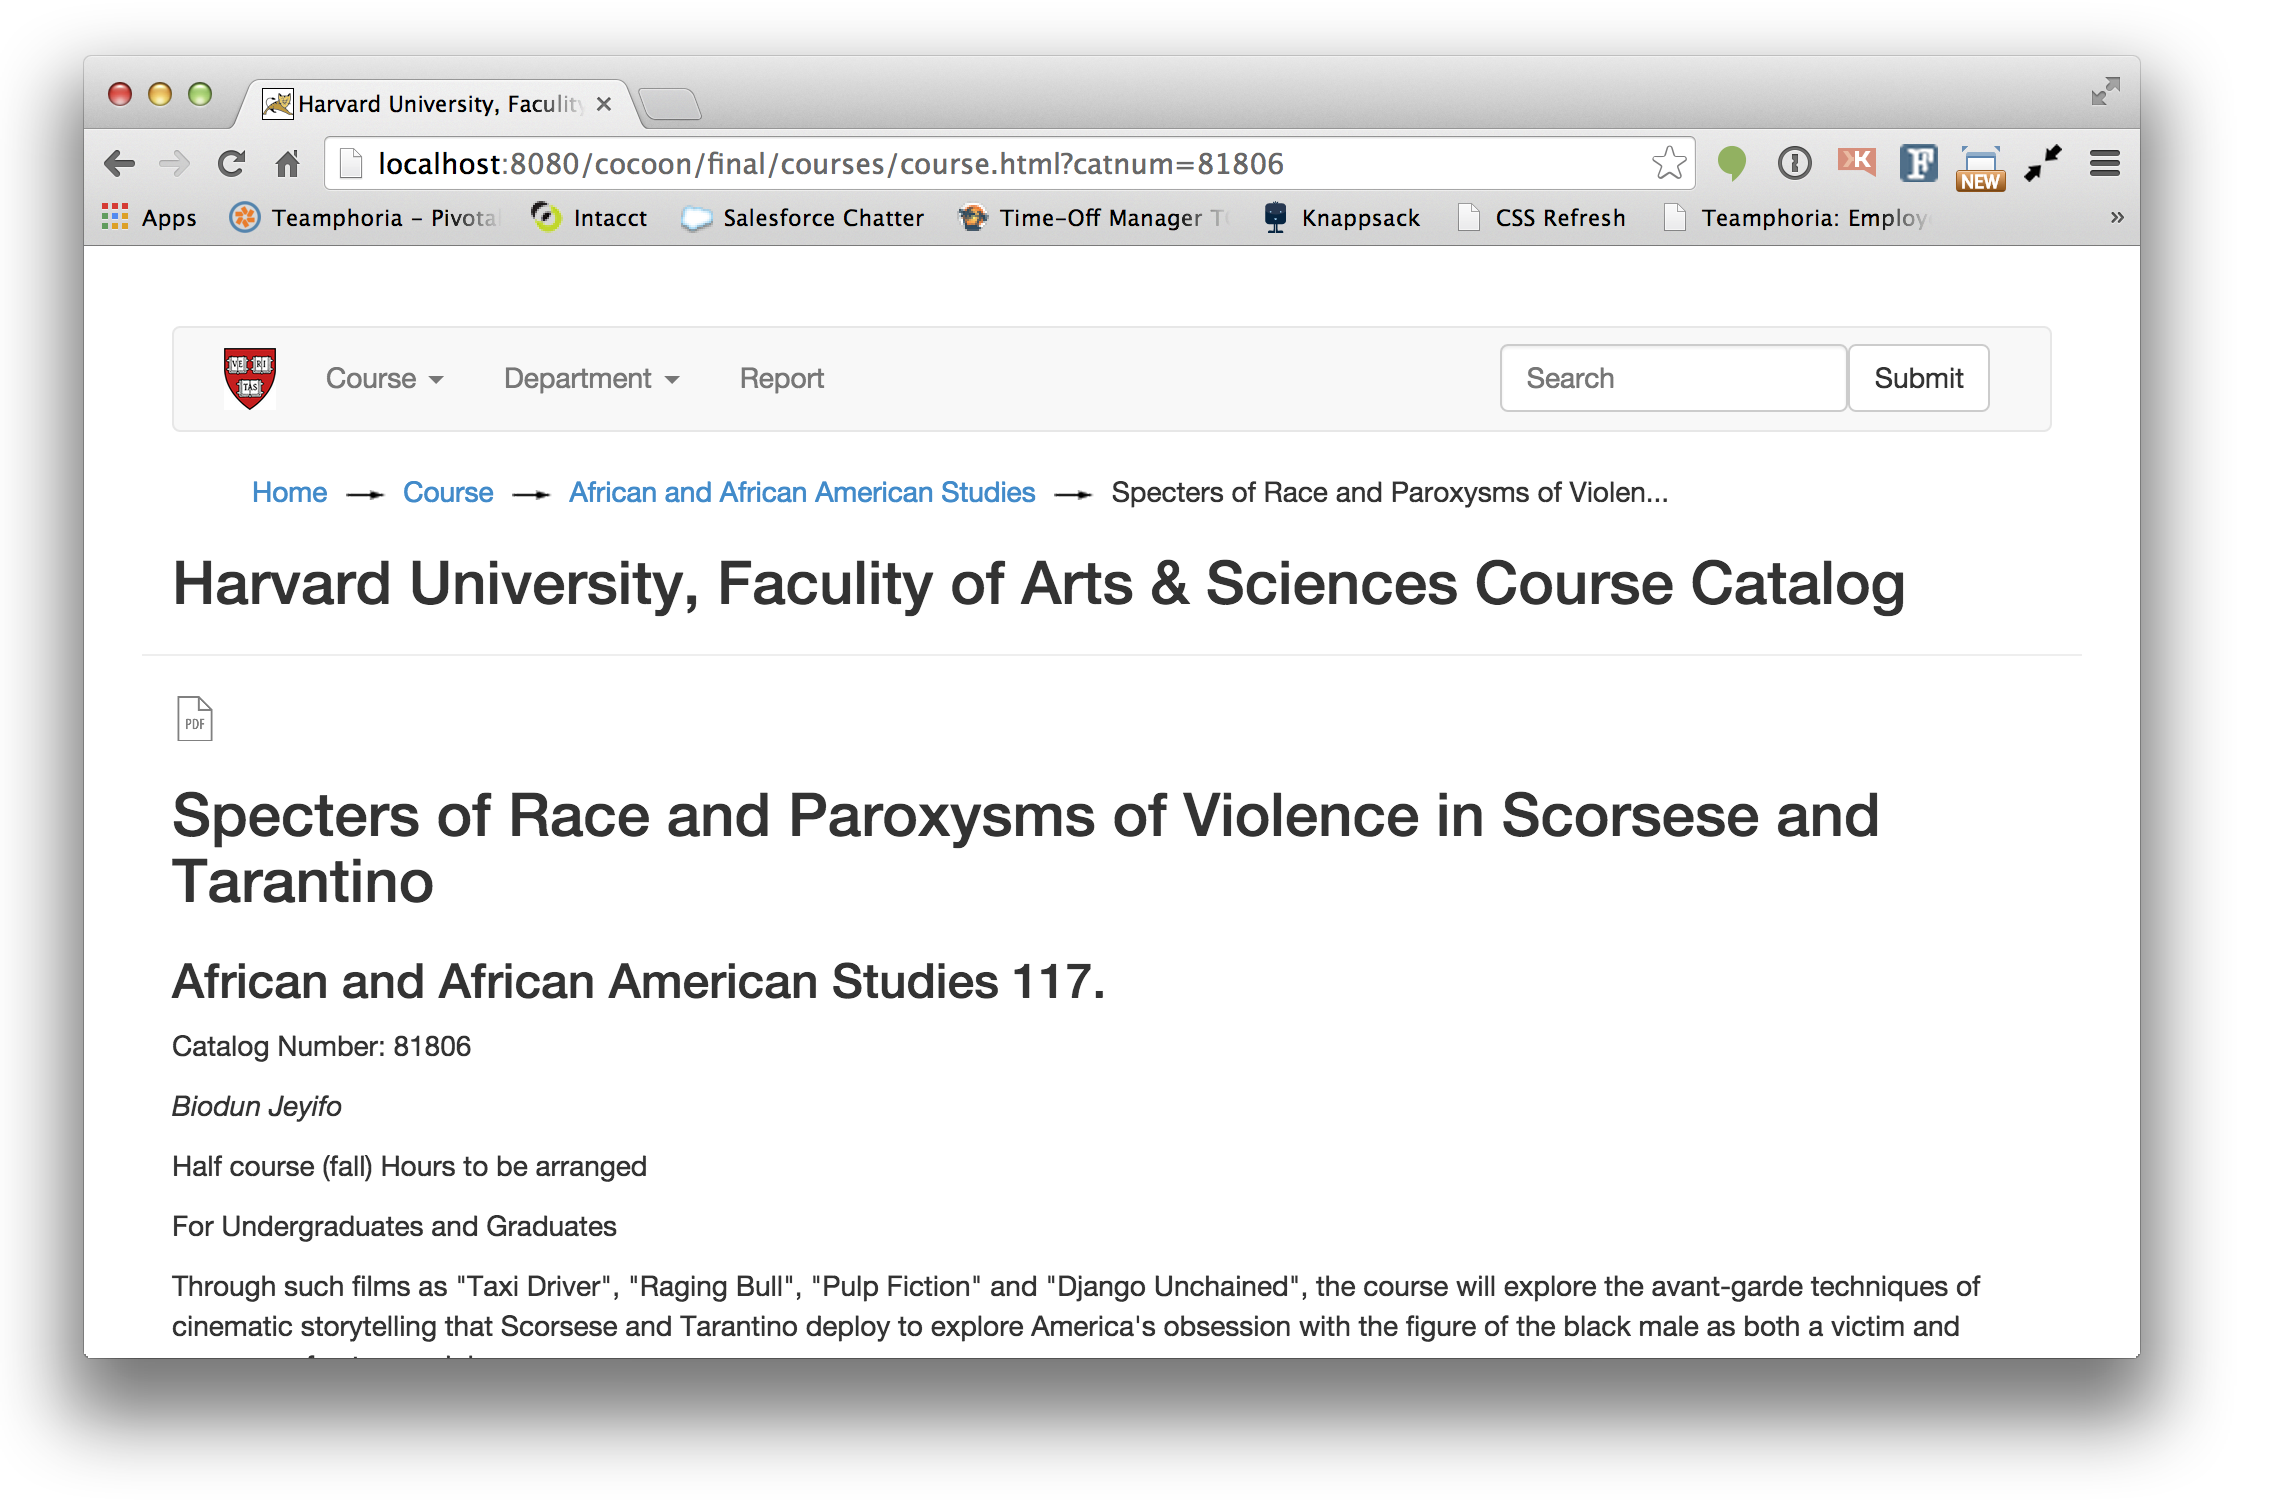 Harvard University, Faculity
localhost:8080/cocoon/final/courses/course.html?catnum=81806
K
F
NEW
Apps
Teamphoria - Pivotal
Intacct
Salesforce Chatter
Time-Off Manager
Knappsack
CSS Refresh
Teamphoria: Employ
»
VE RI TAS
Course
Department
Report
Search
Submit
Home
Course
African and African American Studies
Specters of Race and Paroxysms of Violen...
Harvard University, Faculity of Arts & Sciences Course Catalog
PDF
Specters of Race and Paroxysms of Violence in Scorsese and
Tarantino
African and African American Studies 117.
Catalog Number: 81806
Biodun Jeyifo
Half course (fall) Hours to be arranged
For Undergraduates and Graduates
Through such films as "Taxi Driver", "Raging Bull", "Pulp Fiction" and "Django Unchained", the course will explore the avant-garde techniques of
cinematic storytelling that Scorsese and Tarantino deploy to explore America's obsession with the figure of the black male as both a victim and